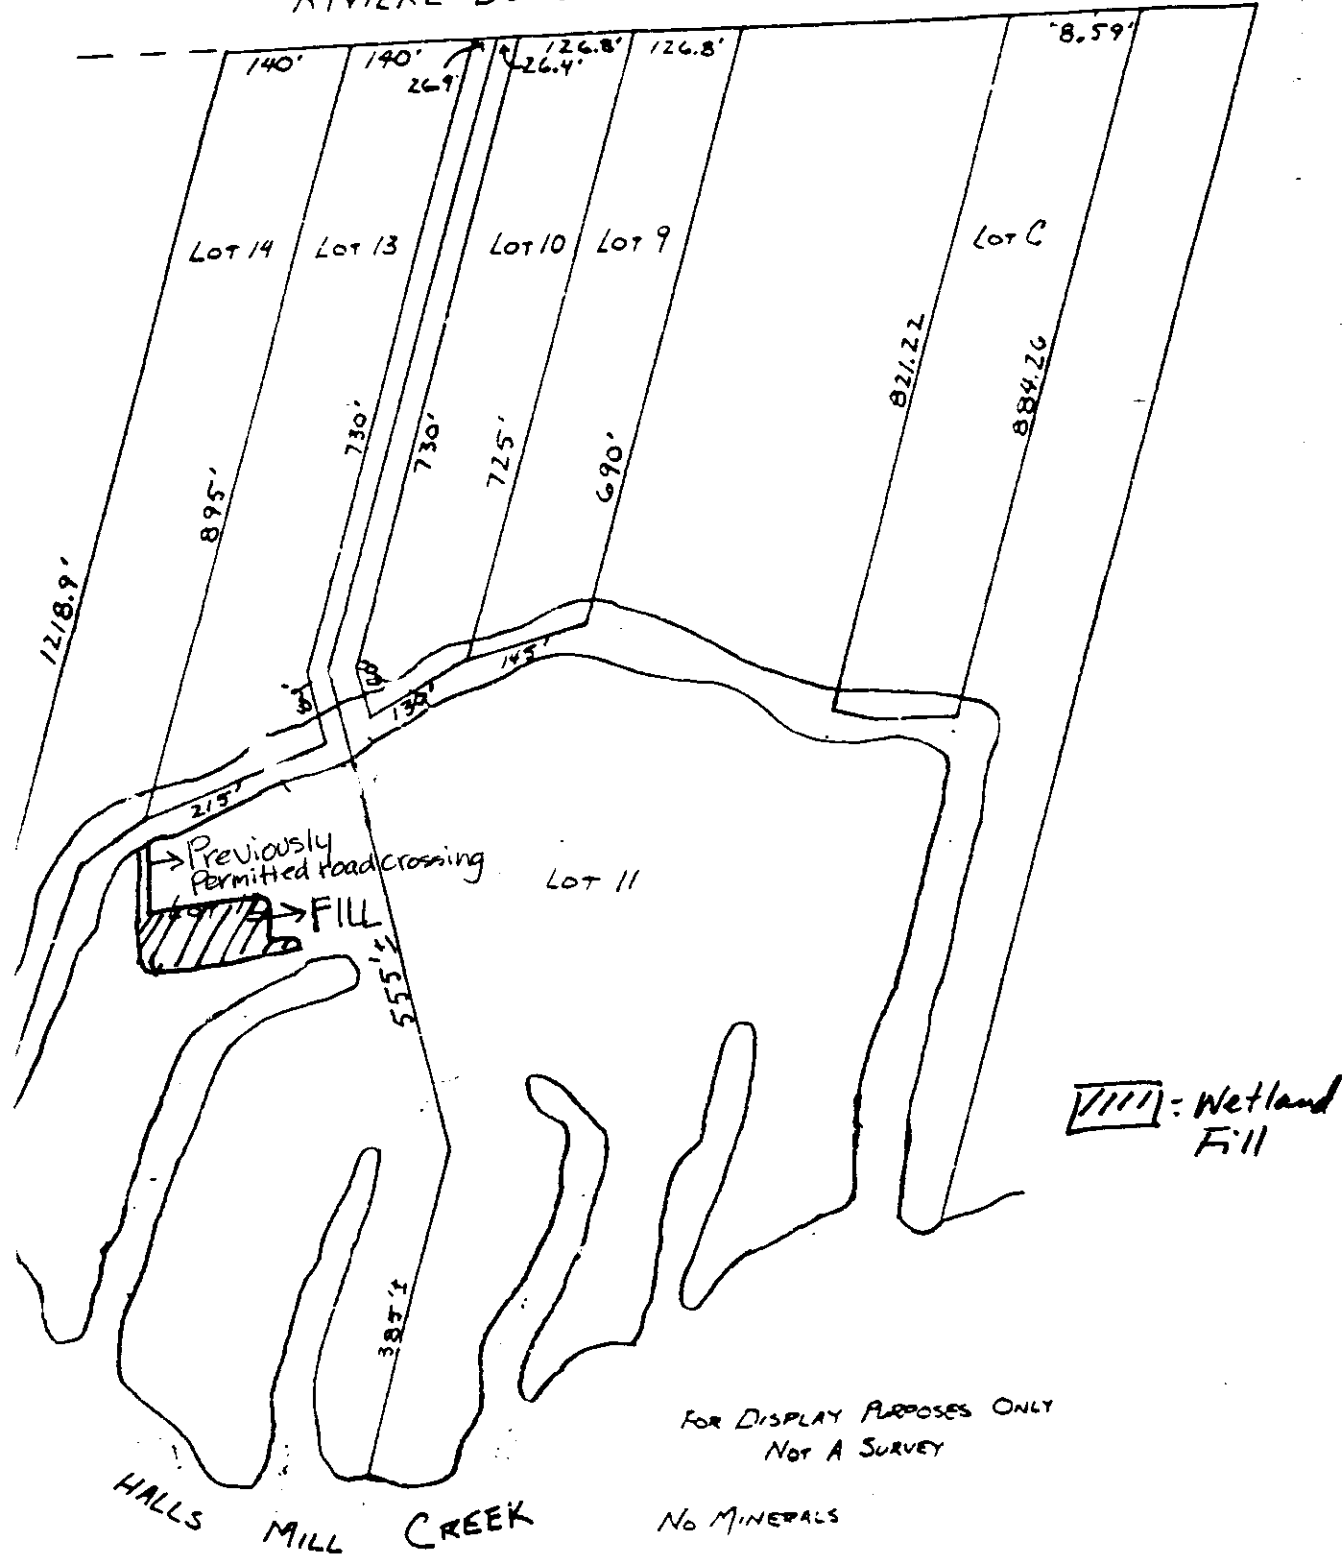 140'
140'
26.9'
26.4'
126.8'
126.8'
8.59'
Lot 14
Lot 13
Lot 10
Lot 9
Lot C
1218.9'
895'
730'
730'
725'
690'
821.22
884.26
215'
130'
145'
→ Previously
Permitted road crossing
→ FILL
Lot 11
555'±
385'±
= Wetland
Fill
FOR DISPLAY PURPOSES ONLY
NOT A SURVEY
HALLS MILL CREEK
NO MINERALS